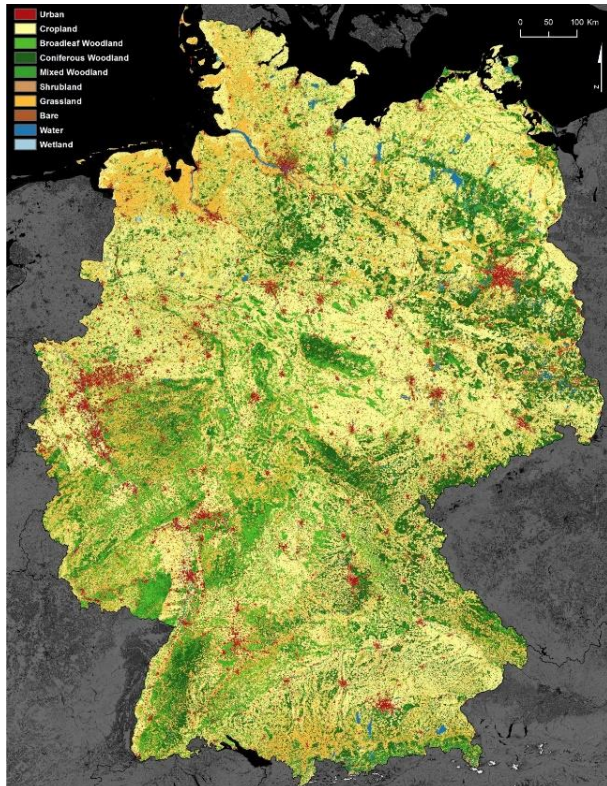 Urban
Cropland
Broadleaf Woodland
Coniferous Woodland
Mixed Woodland
Shrubland
Grassland
Bare
Water
Wetland
0 50 100 Km
N